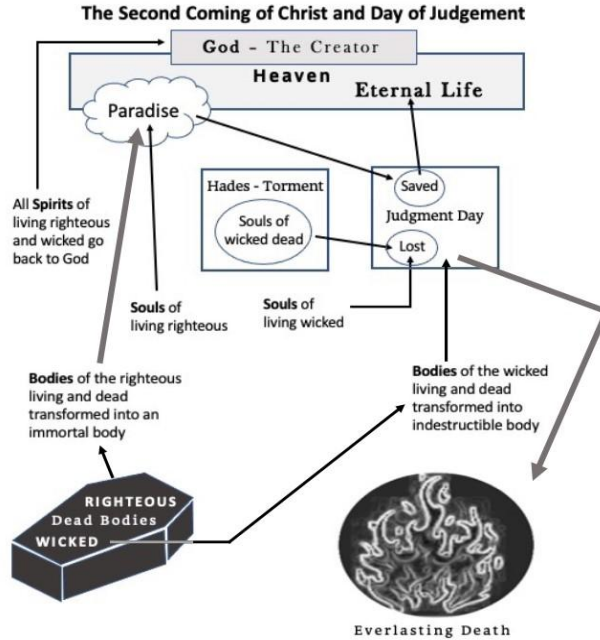 The Second Coming of Christ and Day of Judgement
God - The Creator
Heaven
Eternal Life
Paradise
All Spirits of
living righteous
and wicked go
back to God
Hades - Torment
Souls of
wicked dead
Saved
Judgment Day
Lost
Souls of
living righteous
Souls of
living wicked
Bodies of the righteous
living and dead
transformed into an
immortal body
Bodies of the wicked
living and dead
transformed into
indestructible body
RIGHTEOUS
Dead Bodies
WICKED
Everlasting Death